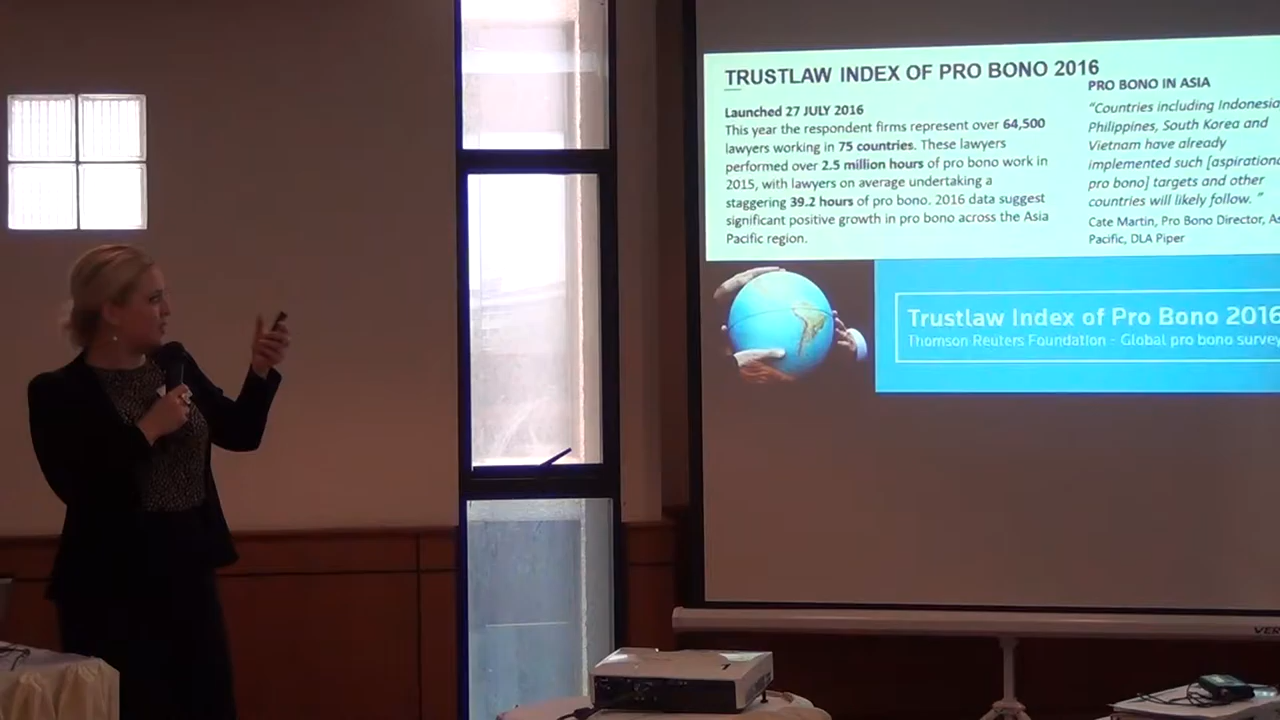 TRUSTLAW INDEX OF PRO BONO 2016
Launched 27 JULY 2016
This year the respondent firms represent over 64,500
lawyers working in 75 countries. These lawyers
performed over 2.5 million hours of pro bono work in
2015, with lawyers on average undertaking a
staggering 39.2 hours of pro bono. 2016 data suggest
significant positive growth in pro bono across the Asia
Pacific region.
PRO BONO IN ASIA
“Countries including Indonesia
Philippines, South Korea and
Vietnam have already
implemented such [aspirational
pro bono] targets and other
countries will likely follow. ”
Cate Martin, Pro Bono Director,
Pacific, DLA Piper
Trustlaw Index of Pro Bono 2016
Thomson Reuters Foundation - Global pro bono survey